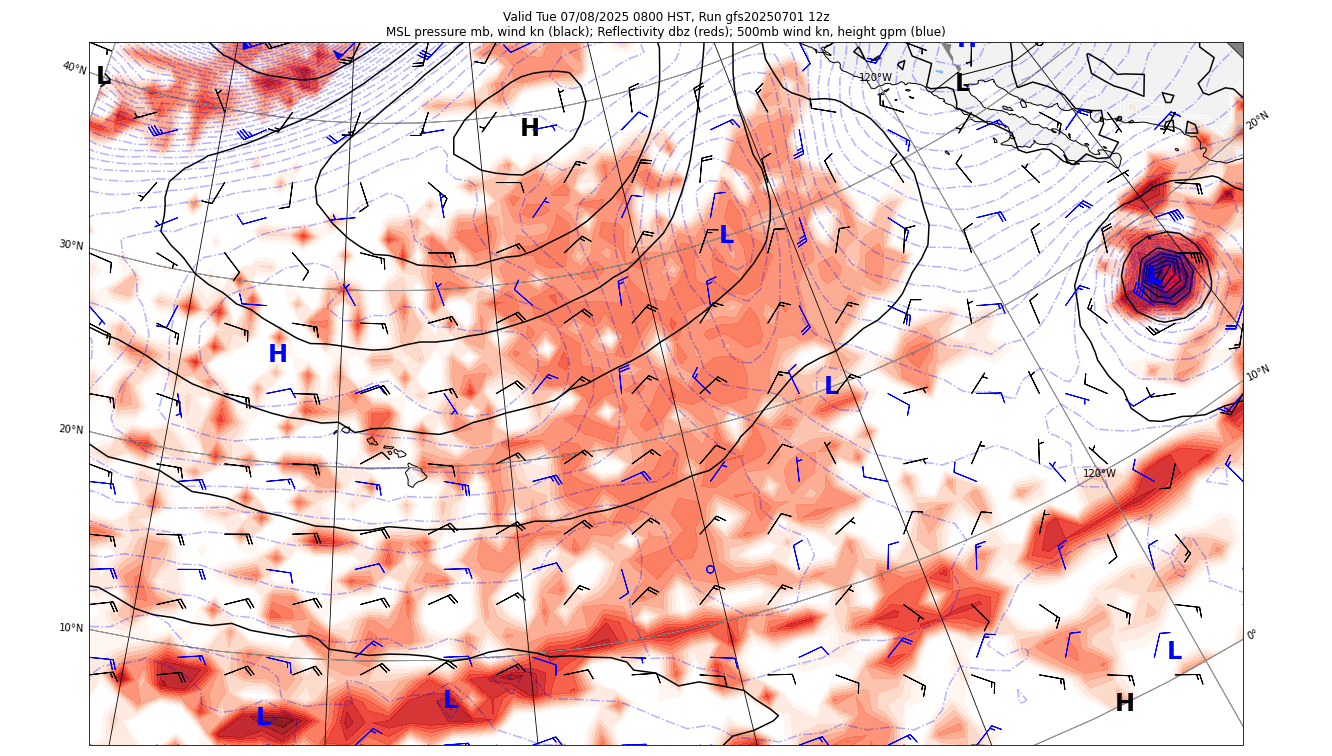 Valid Tue 07/08/2025 0800 HST, Run gfs20250701 12z
MSL pressure mb, wind kn (black); Reflectivity dbz (reds); 500mb wind kn, height gpm (blue)
H
40°N
L
120°W
L
20°N
H
L
30°N
L
H
10°N
L
20°N
120°W
10°N
0°
L
L
H
L